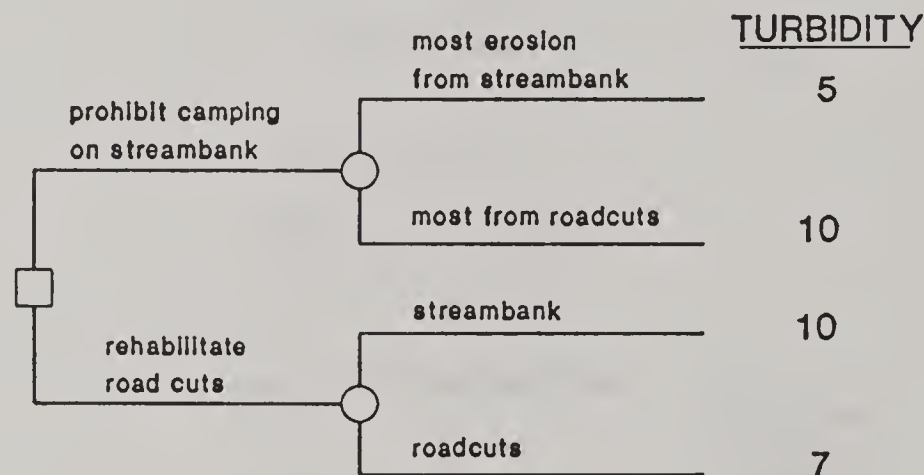 TURBIDITY
most erosion
from streambank
5
prohibit camping
on streambank
most from roadcuts
10
streambank
10
rehabilitate
road cuts
roadcuts
7